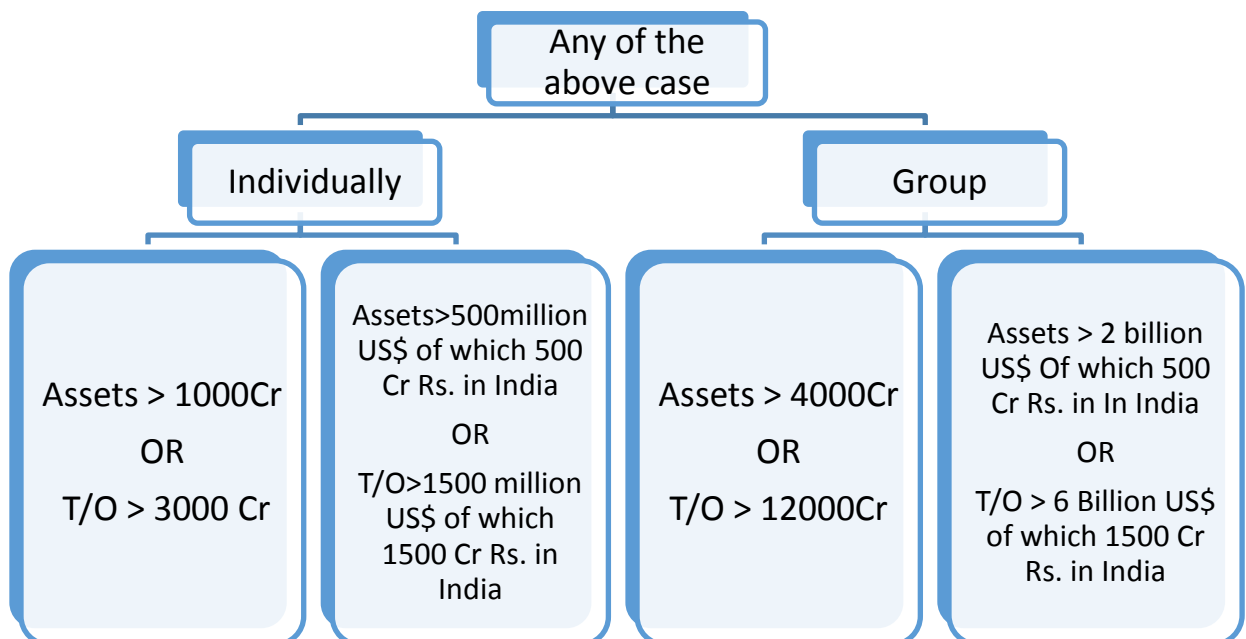 Any of the
above case
Individually
Group
Assets > 1000Cr
OR
T/O > 3000 Cr
Assets>500million
US$ of which 500
Cr Rs. in India
OR
T/O>1500 million
US$ of which
1500 Cr Rs. in
India
Assets > 4000Cr
OR
T/O > 12000Cr
Assets > 2 billion
US$ Of which 500
Cr Rs. in In India
OR
T/O > 6 Billion US$
of which 1500 Cr
Rs. in India